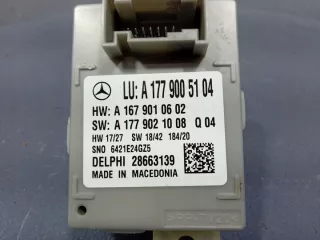 LU: A 177 900 51 04
HW: A 167 901 06 02
SW: A 177 902 10 08 Q 04
HW 17/27 SW 18/42 184/20
SNO 6421E24GZ5
DELPHI 28663139
MADE IN MACEDONIA